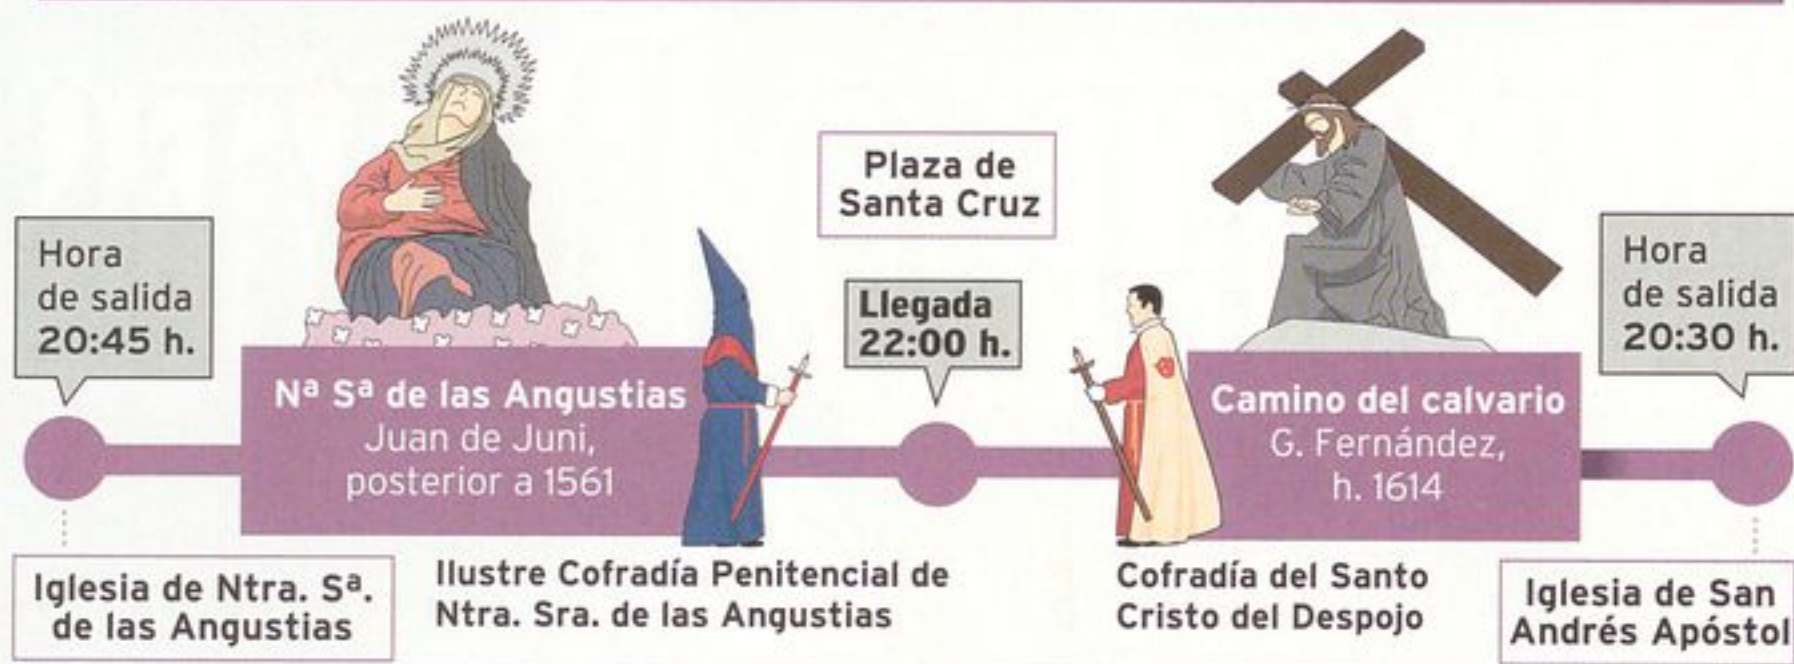 Hora
de salida
20:45 h.
Nª Sª de las Angustias
Juan de Juni,
posterior a 1561
Iglesia de Ntra. Sª.
de las Angustias
Ilustre Cofradía Penitencial de
Ntra. Sra. de las Angustias
Plaza de
Santa Cruz
Llegada
22:00 h.
Camino del calvario
G. Fernández,
h. 1614
Cofradía del Santo
Cristo del Despojo
Hora
de salida
20:30 h.
Iglesia de San
Andrés Apóstol